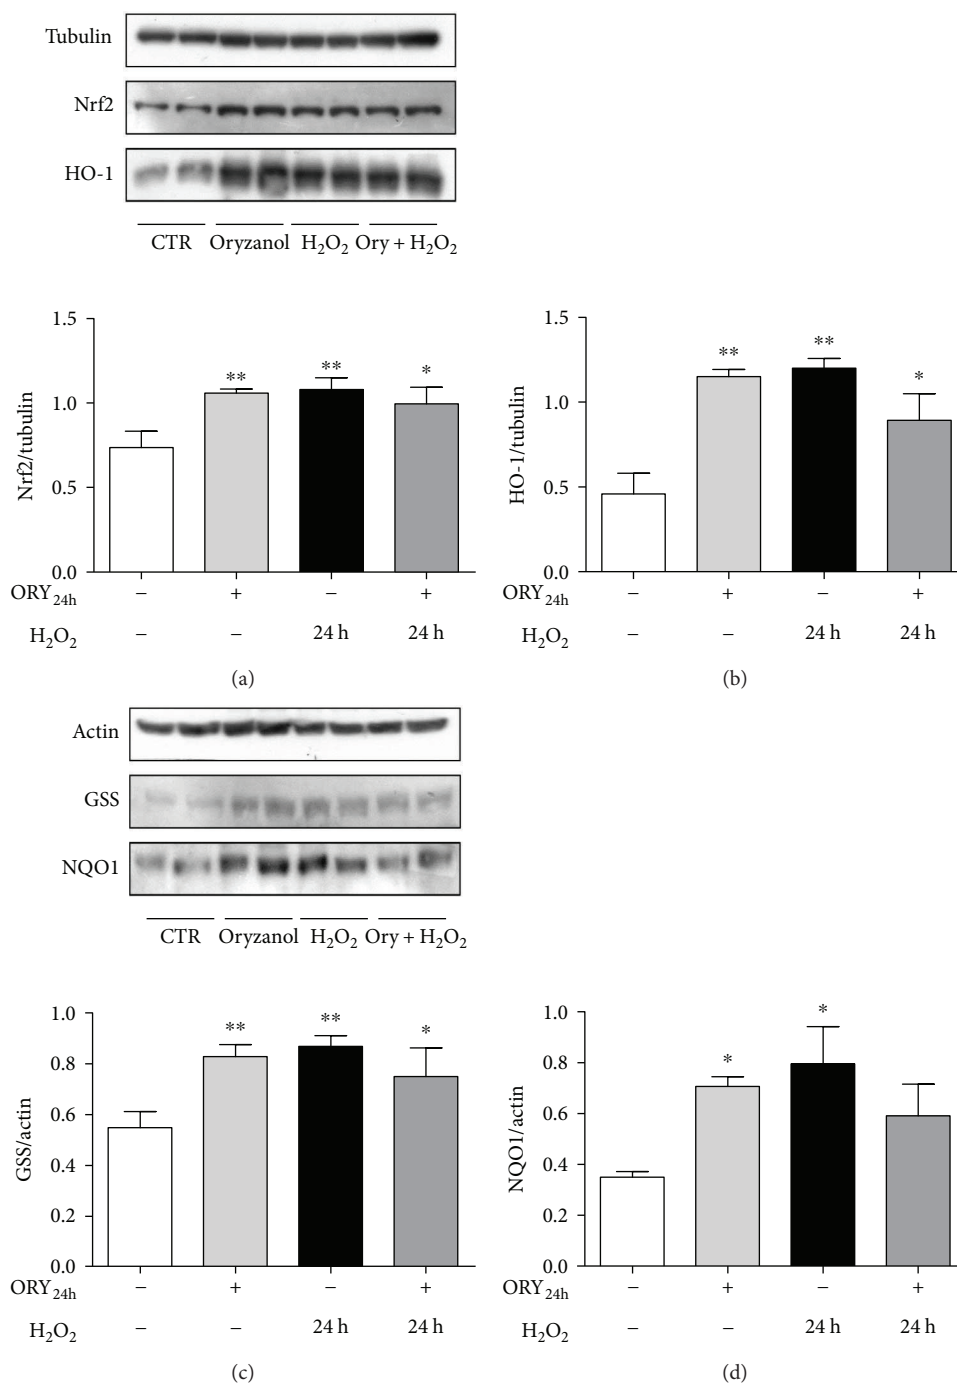 Tubulin
Nrf2
HO-1
CTR Oryzanol H₂O₂ Ory + H₂O₂
1.5
1.0
0.5
0.0
Nrf2/tubulin
** ** *
ORY₂₄ₕ − + − +
H₂O₂ − − 24 h 24 h
(a)
1.5
1.0
0.5
0.0
HO-1/tubulin
** ** *
ORY₂₄ₕ − + − +
H₂O₂ − − 24 h 24 h
(b)
Actin
GSS
NQO1
CTR Oryzanol H₂O₂ Ory + H₂O₂
1.0
0.8
0.6
0.4
0.2
0.0
GSS/actin
** ** *
ORY₂₄ₕ − + − +
H₂O₂ − − 24 h 24 h
(c)
1.0
0.8
0.6
0.4
0.2
0.0
NQO1/actin
* *
ORY₂₄ₕ − + − +
H₂O₂ − − 24 h 24 h
(d)